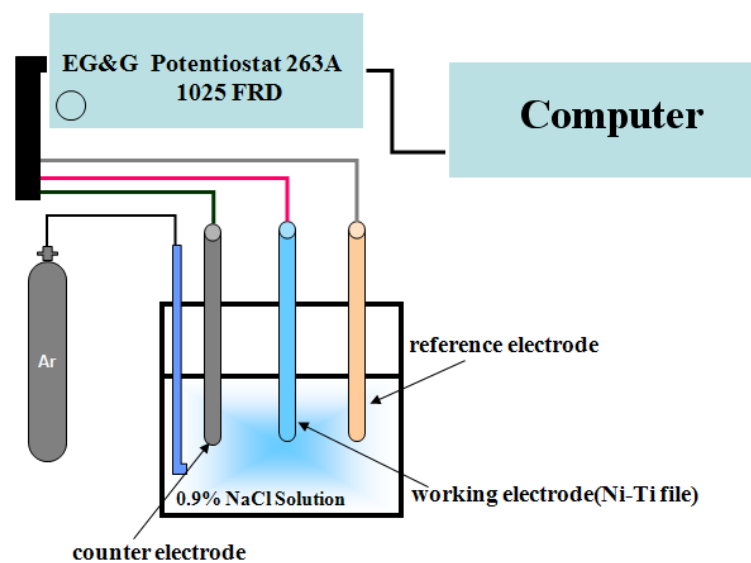 EG&G Potentiostat 263A
1025 FRD
Computer
Ar
reference electrode
0.9% NaCl Solution
working electrode(Ni-Ti file)
counter electrode